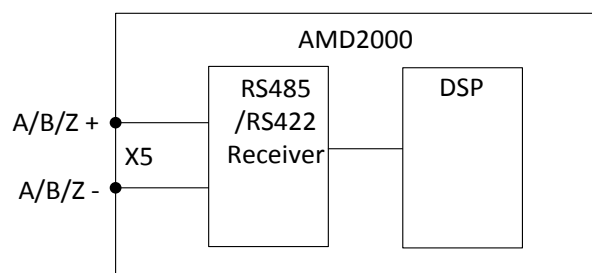 AMD2000
RS485
/RS422
Receiver
DSP
A/B/Z +
X5
A/B/Z -